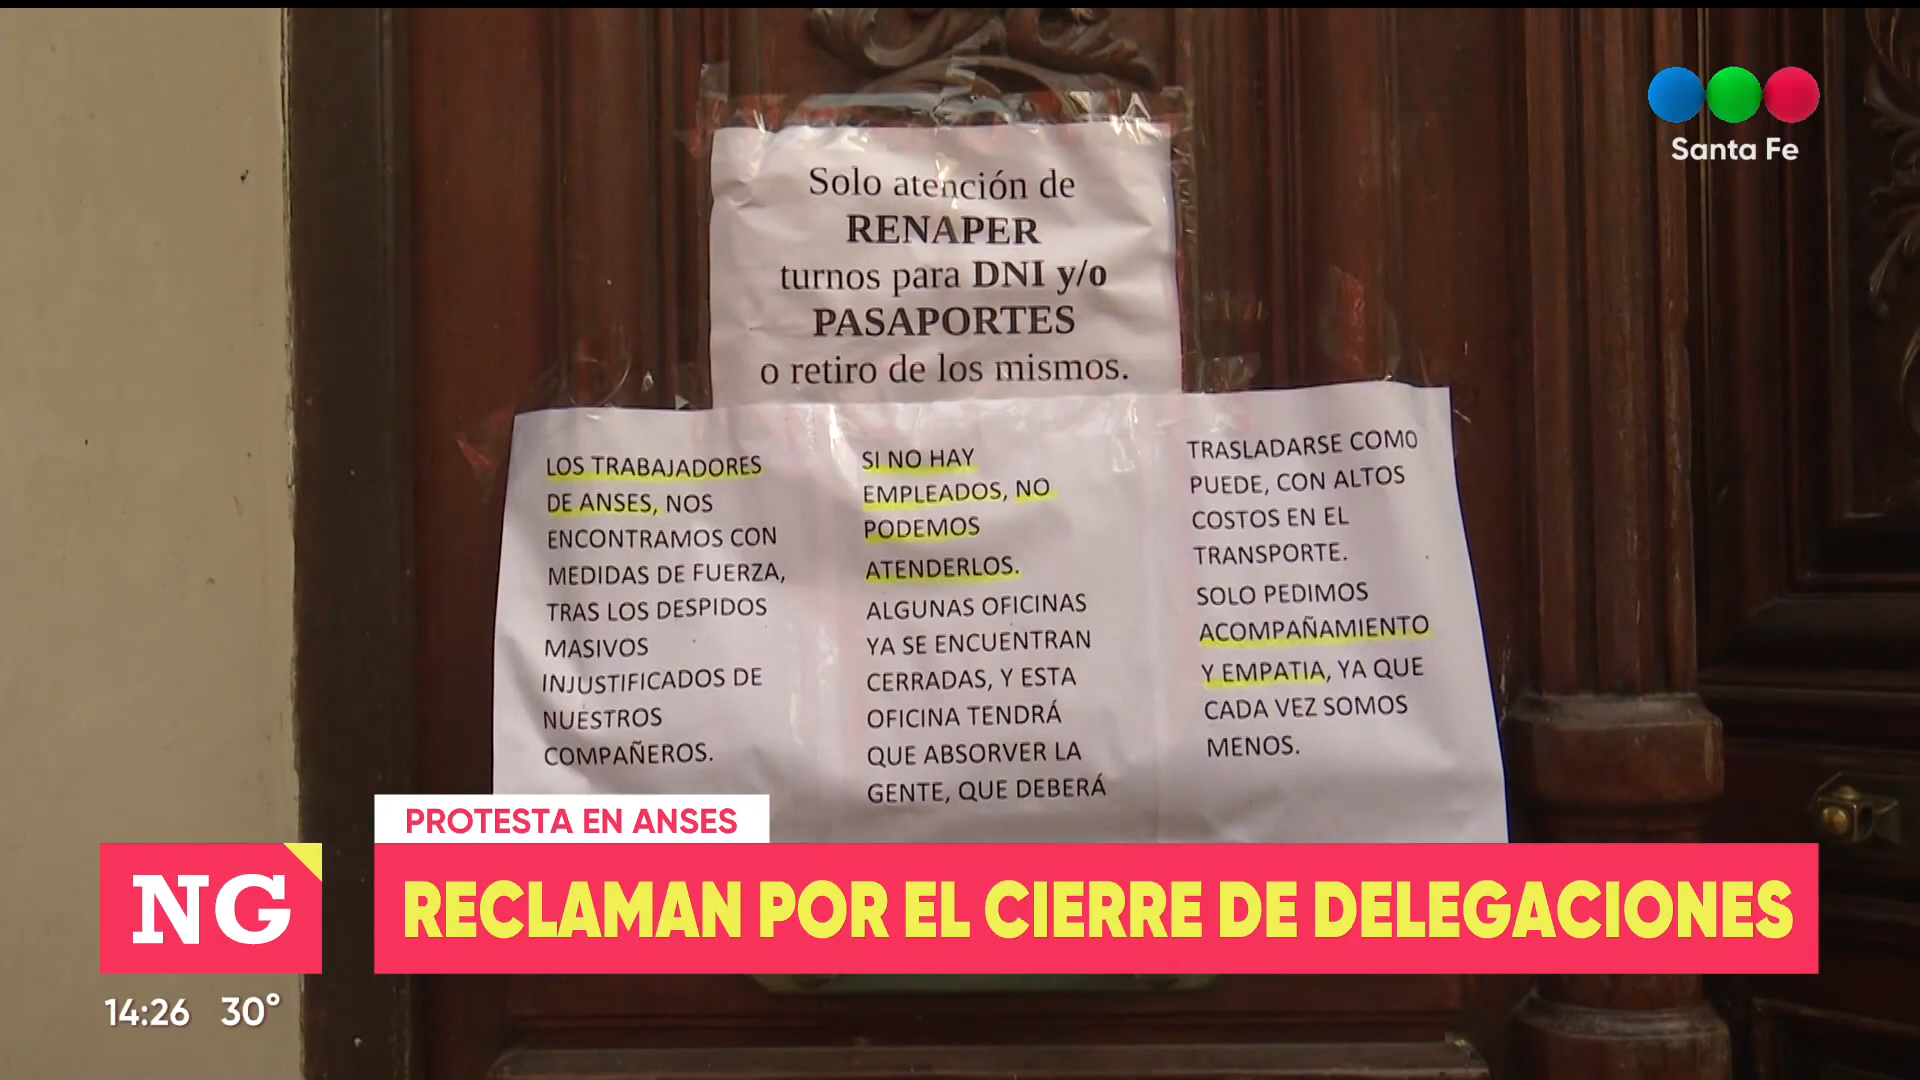 Santa Fe
Solo atención de
RENAPER
turnos para DNI y/o
PASAPORTES
o retiro de los mismos.
LOS TRABAJADORES
DE ANSES, NOS
ENCONTRAMOS CON
MEDIDAS DE FUERZA,
TRAS LOS DESPIDOS
MASIVOS
INJUSTIFICADOS DE
NUESTROS
COMPAÑEROS.
SI NO HAY
EMPLEADOS, NO
PODEMOS
ATENDERLOS.
ALGUNAS OFICINAS
YA SE ENCUENTRAN
CERRADAS, Y ESTA
OFICINA TENDRÁ
QUE ABSORVER LA
GENTE, QUE DEBERÁ
TRASLADARSE COMO
PUEDE, CON ALTOS
COSTOS EN EL
TRANSPORTE.
SOLO PEDIMOS
ACOMPAÑAMIENTO
Y EMPATIA, YA QUE
CADA VEZ SOMOS
MENOS.
PROTESTA EN ANSES
NG
RECLAMAN POR EL CIERRE DE DELEGACIONES
14:26 30°